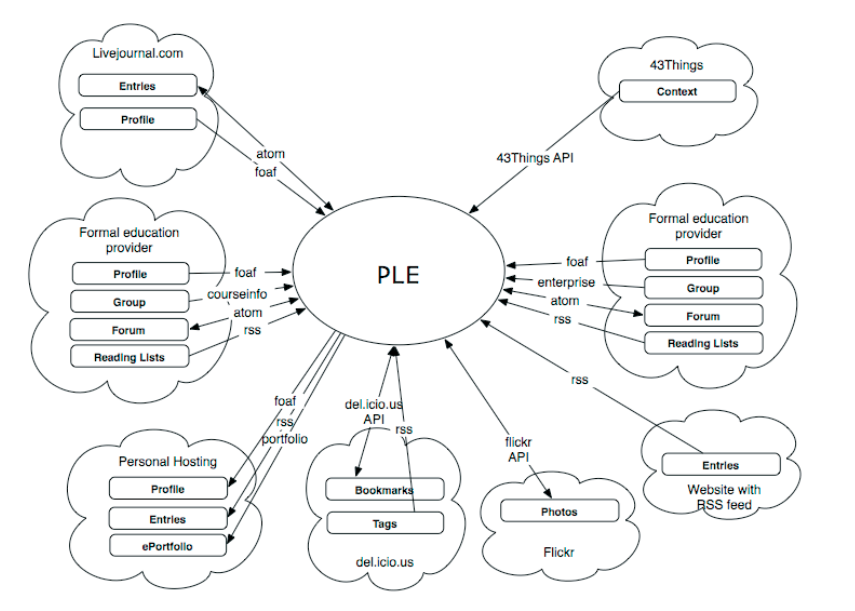 Livejournal.com
Entries
Profile
atom
foaf
43Things
Context
43Things API
Formal education
provider
Profile
Group
Forum
Reading Lists
foaf
courseinfo
atom
rss
PLE
Formal education
provider
Profile
Group
Forum
Reading Lists
foaf
enterprise
atom
rss
foaf
rss
portfolio
Personal Hosting
Profile
Entries
ePortfolio
del.icio.us
API
rss
Bookmarks
Tags
del.icio.us
flickr
API
Photos
Flickr
rss
Entries
Website with
RSS feed